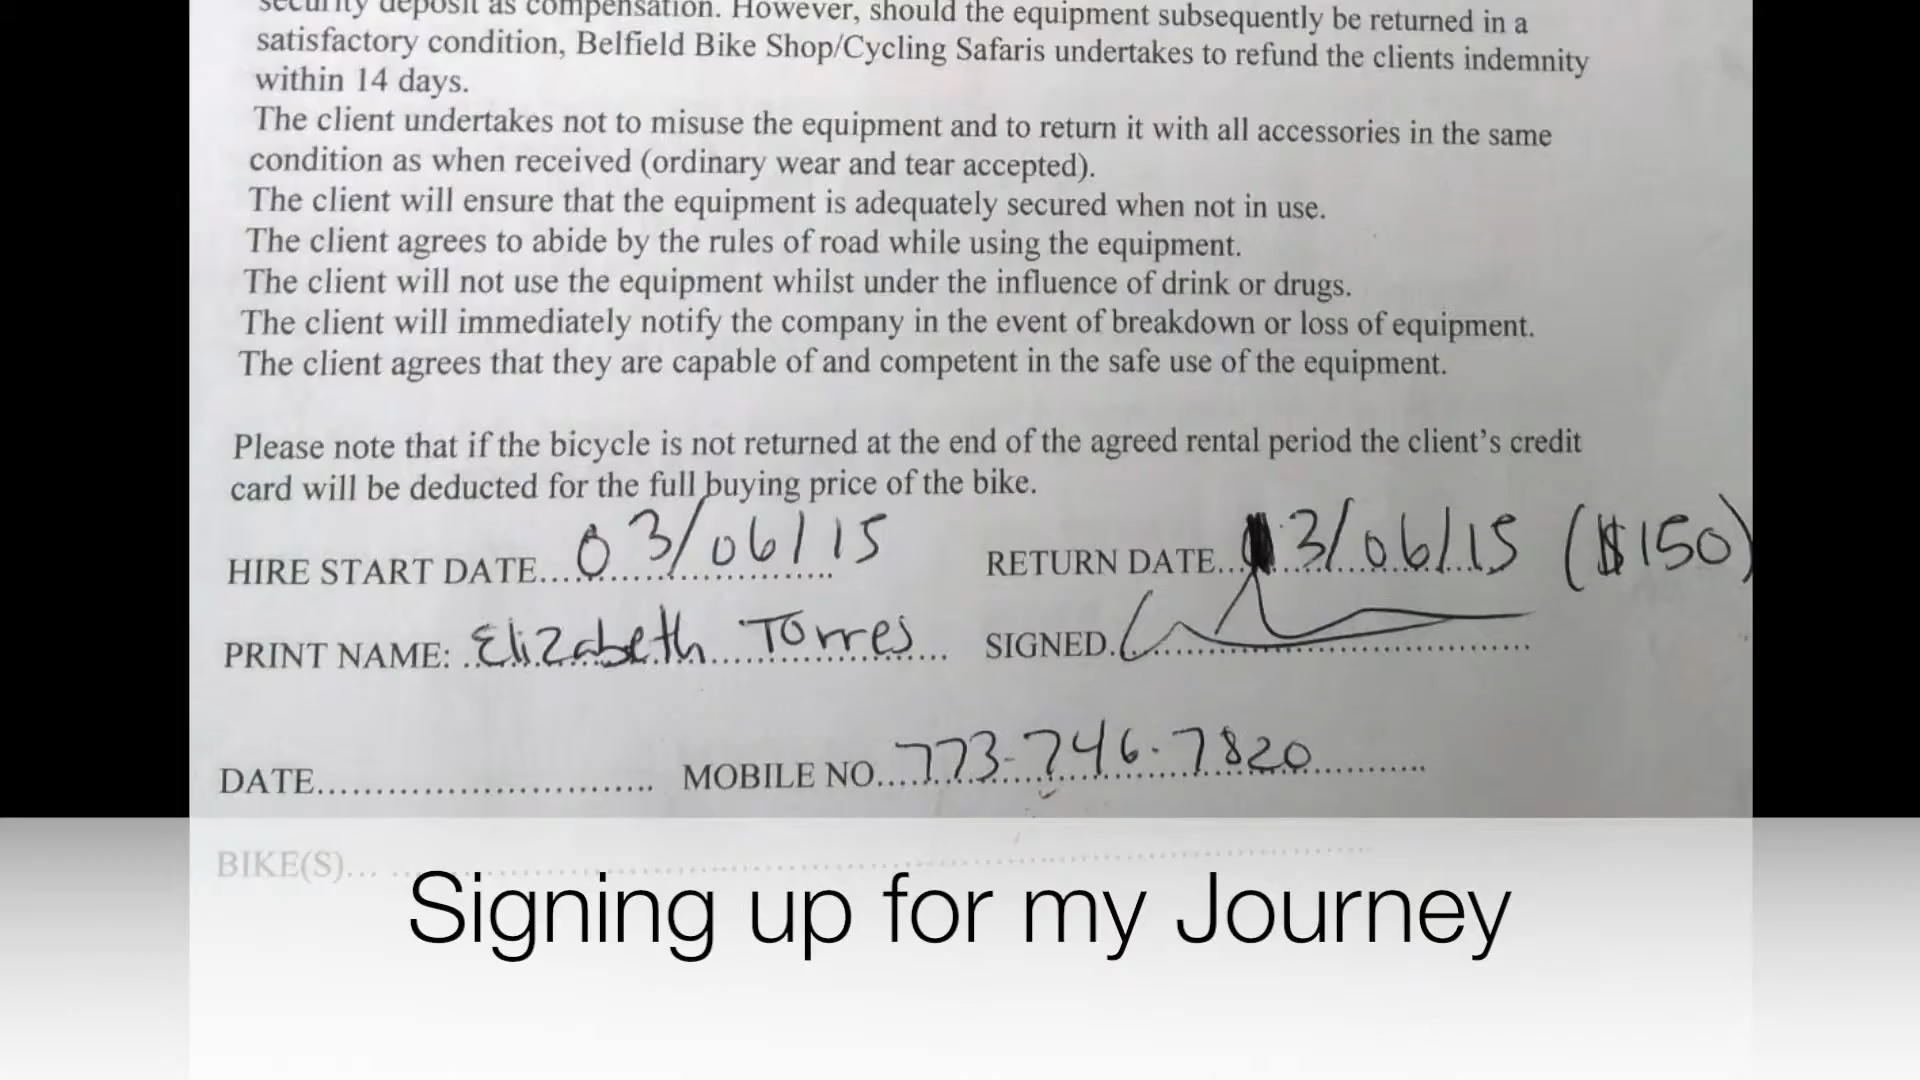 security deposit as compensation. However, should the equipment subsequently be returned in a
satisfactory condition, Belfield Bike Shop/Cycling Safaris undertakes to refund the clients indemnity
within 14 days.
The client undertakes not to misuse the equipment and to return it with all accessories in the same
condition as when received (ordinary wear and tear accepted).
The client will ensure that the equipment is adequately secured when not in use.
The client agrees to abide by the rules of road while using the equipment.
The client will not use the equipment whilst under the influence of drink or drugs.
The client will immediately notify the company in the event of breakdown or loss of equipment.
The client agrees that they are capable of and competent in the safe use of the equipment.
Please note that if the bicycle is not returned at the end of the agreed rental period the client's credit
card will be deducted for the full buying price of the bike.
HIRE START DATE 03/06/15 RETURN DATE 13/06/15 ($150)
PRINT NAME: Elizabeth Torres SIGNED
DATE MOBILE NO 773-746-7820
BIKE(S)
Signing up for my Journey